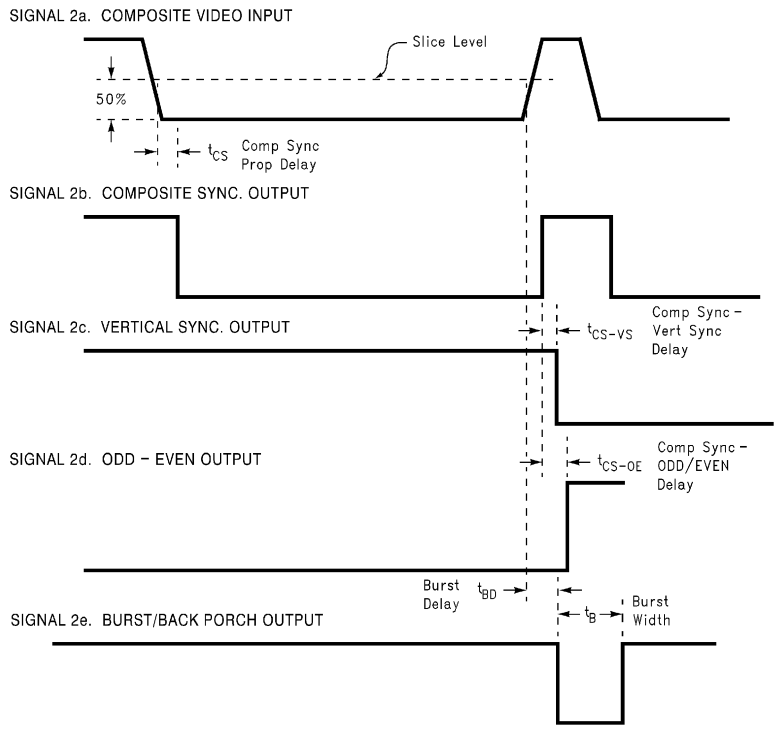 SIGNAL 2a. COMPOSITE VIDEO INPUT
Slice Level
50%
tCS Comp Sync
Prop Delay
SIGNAL 2b. COMPOSITE SYNC. OUTPUT
SIGNAL 2c. VERTICAL SYNC. OUTPUT
tCS-VS
Comp Sync -
Vert Sync
Delay
SIGNAL 2d. ODD - EVEN OUTPUT
tCS-OE
Comp Sync -
ODD/EVEN
Delay
Burst
Delay
tBD
SIGNAL 2e. BURST/BACK PORCH OUTPUT
tB
Burst
Width